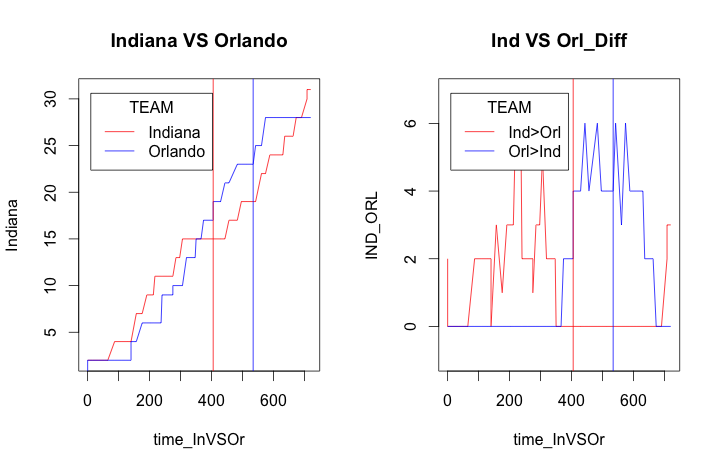 Indiana VS Orlando
Indiana
5 10 15 20 25 30
TEAM
Indiana
Orlando
0 200 400 600
time_InVSOr
Ind VS Orl_Diff
IND_ORL
0 2 4 6
TEAM
Ind>Orl
Orl>Ind
0 200 400 600
time_InVSOr